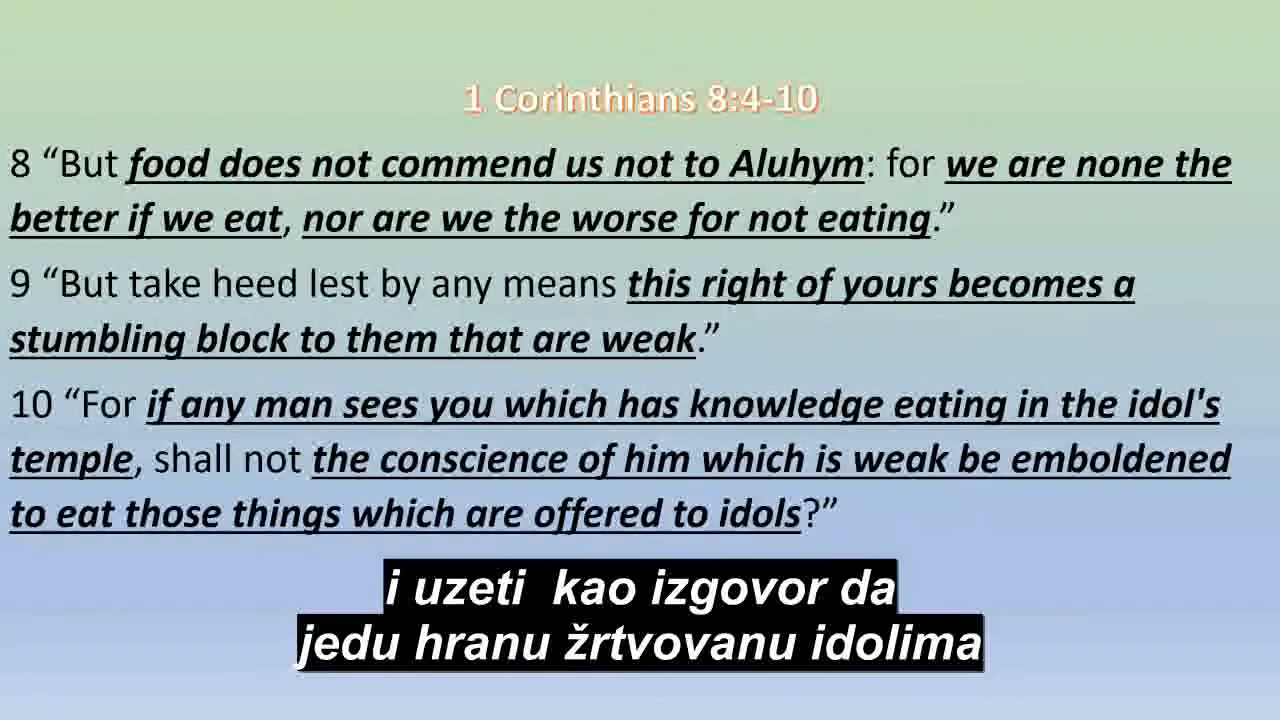 1 Corinthians 8:4-10
8 “But food does not commend us not to Aluhym: for we are none the
better if we eat, nor are we the worse for not eating.”
9 “But take heed lest by any means this right of yours becomes a
stumbling block to them that are weak.”
10 “For if any man sees you which has knowledge eating in the idol's
temple, shall not the conscience of him which is weak be emboldened
to eat those things which are offered to idols?”
i uzeti  kao izgovor da
jedu hranu žrtvovanu idolima